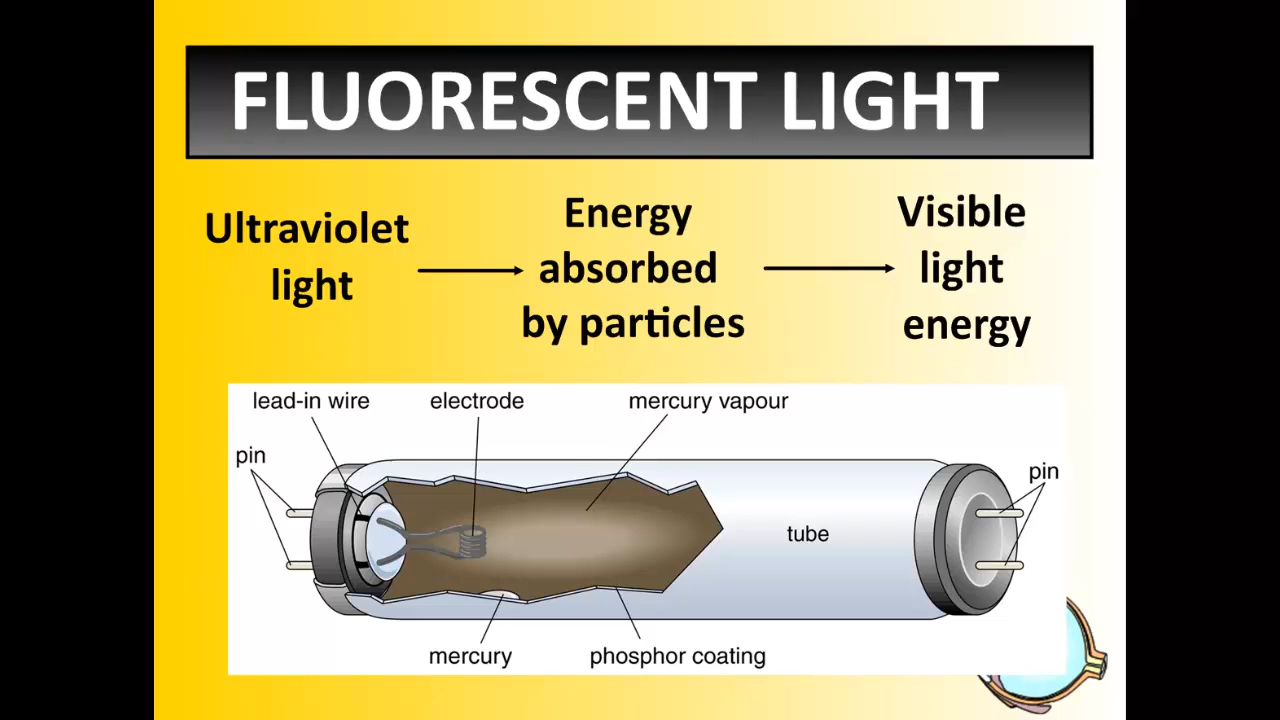 FLUORESCENT LIGHT
Ultraviolet
light
Energy
absorbed
by particles
Visible
light
energy
lead-in wire
electrode
mercury vapour
pin
pin
tube
mercury
phosphor coating